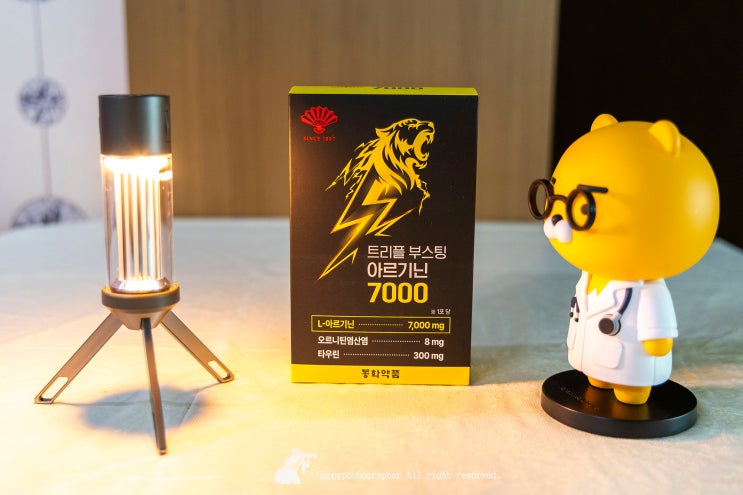 7000
SINCE 1897
트리플 부스팅
아르기닌
7000
※ 1포 당
L-아르기닌 7,000 mg
오르니틴염산염 8 mg
타우린 300 mg
동화약품
Happyphotographer All right reserved.